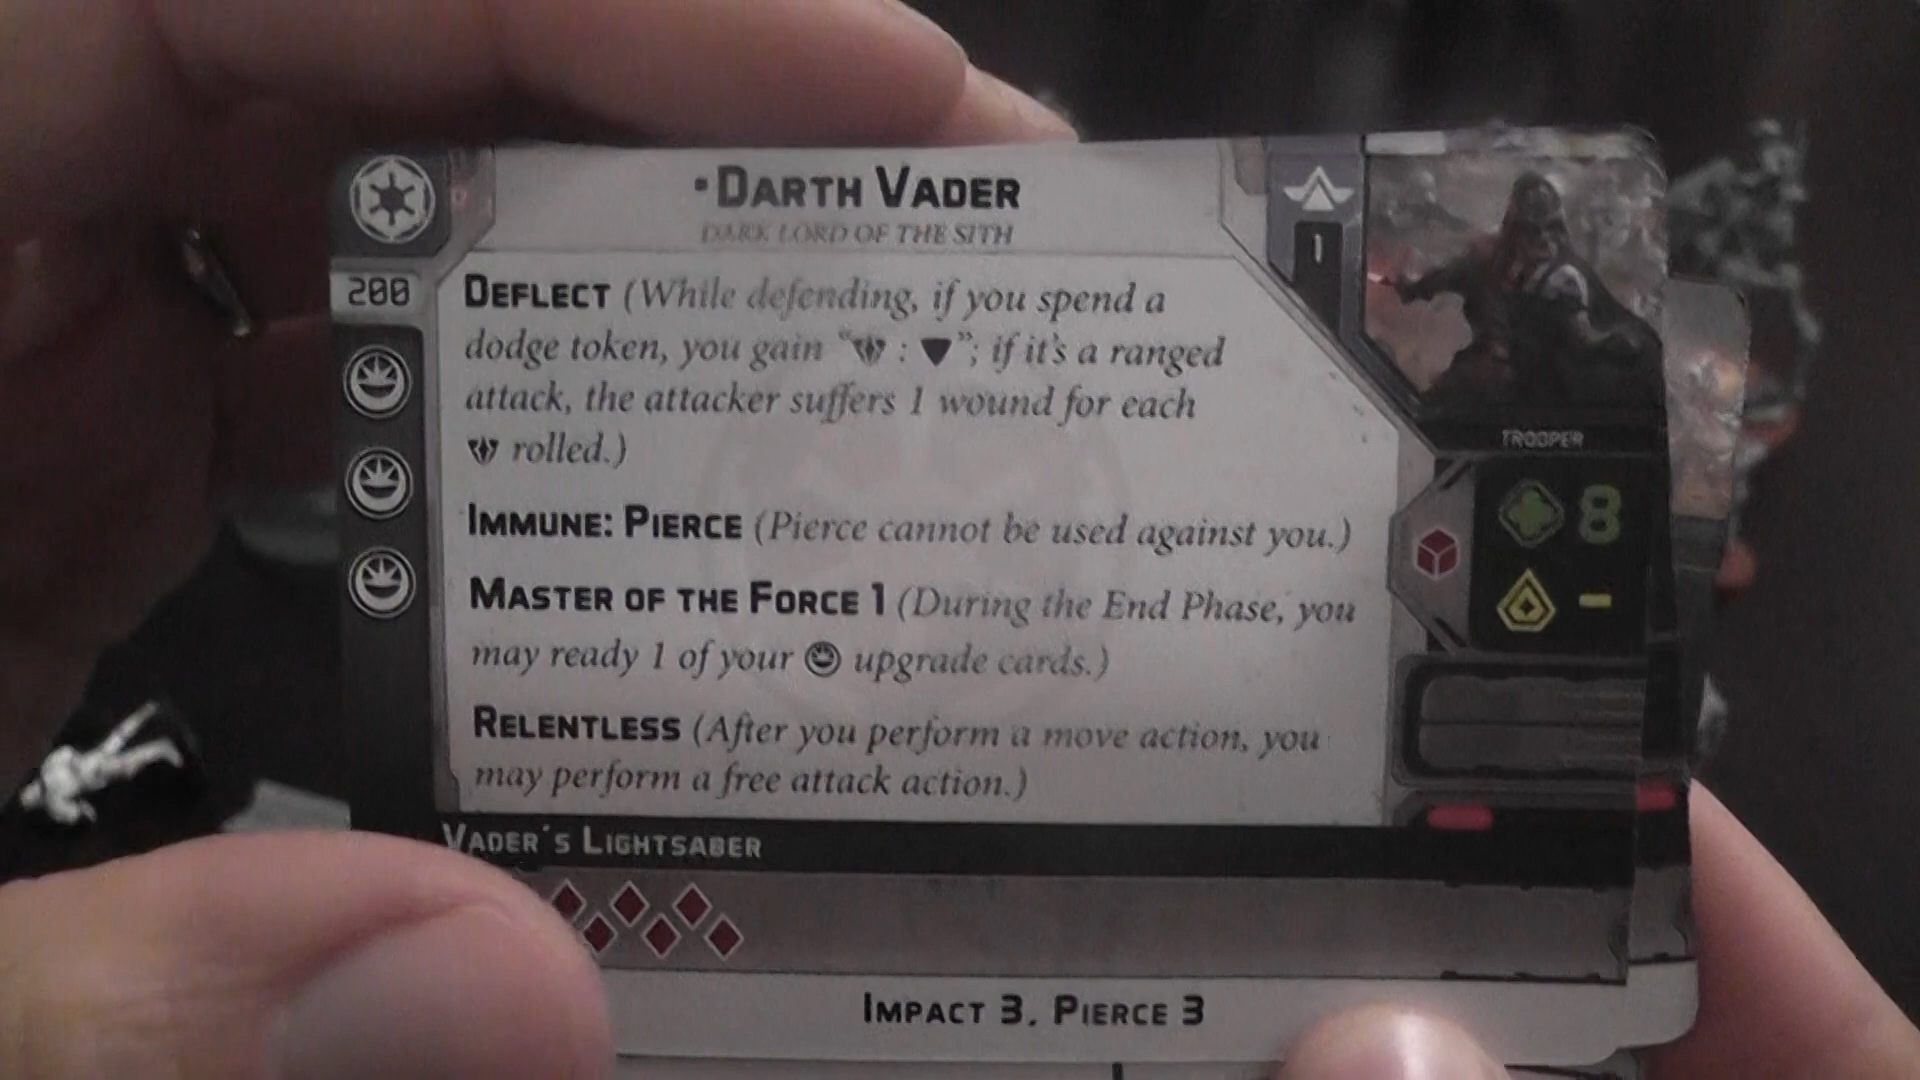 • DARTH VADER
DARK LORD OF THE SITH
1
200
DEFLECT (While defending, if you spend a
dodge token, you gain “ : ”; if it's a ranged
attack, the attacker suffers 1 wound for each
rolled.)
IMMUNE: PIERCE (Pierce cannot be used against you.)
MASTER OF THE FORCE 1 (During the End Phase, you
may ready 1 of your upgrade cards.)
RELENTLESS (After you perform a move action, you
may perform a free attack action.)
TROOPER
8
–
VADER'S LIGHTSABER
IMPACT 3, PIERCE 3